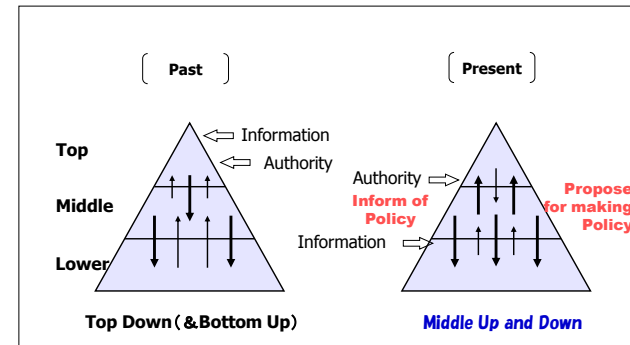 [ Past ]
[ Present ]
Information
Top
Authority
Authority
Inform of
Policy
Propose
for making
Policy
Middle
Information
Lower
Top Down(&Bottom Up)
Middle Up and Down